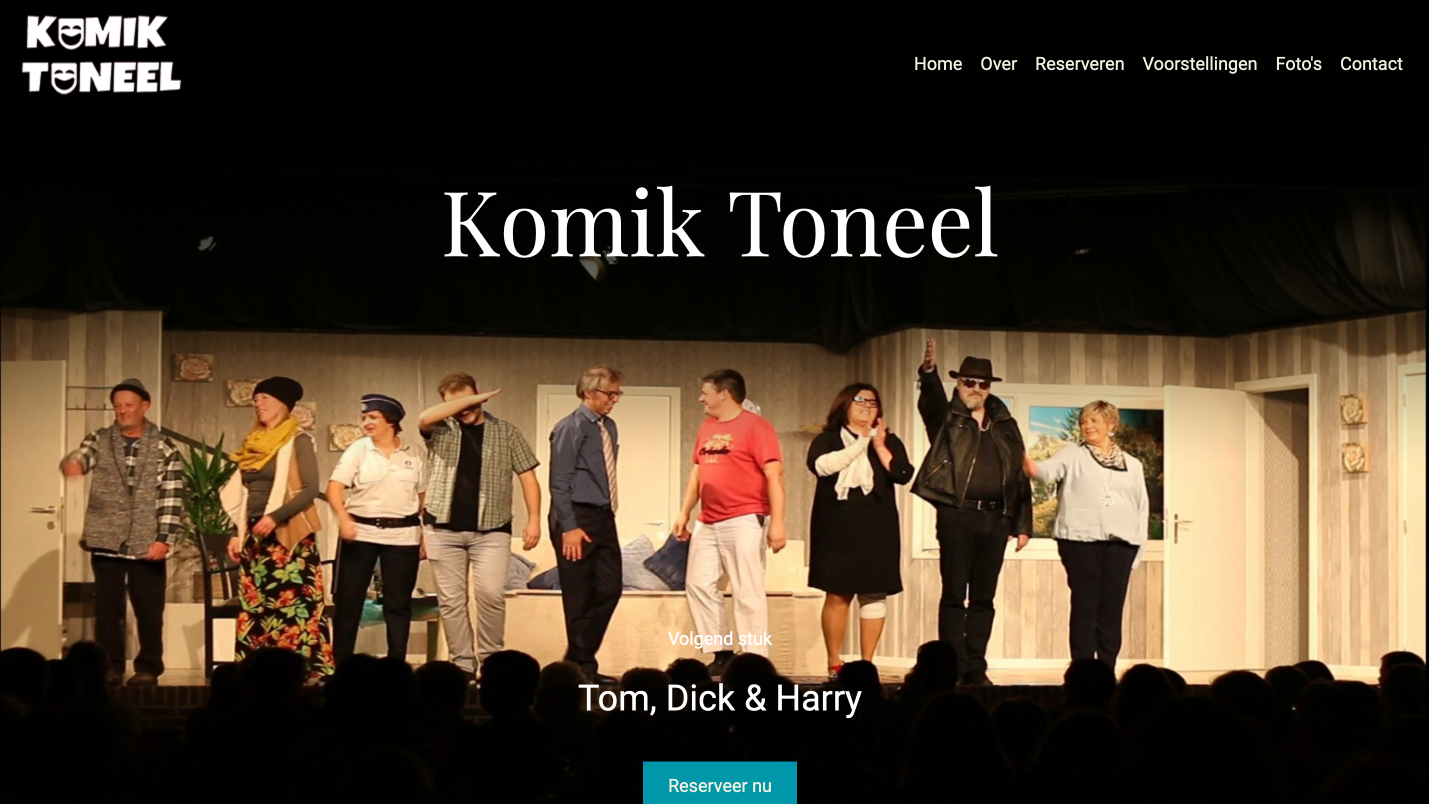 KOMIK
TONEEL
Home Over Reserveren Voorstellingen Foto's Contact
Komik Toneel
Volgend stuk
Tom, Dick & Harry
Reserveer nu